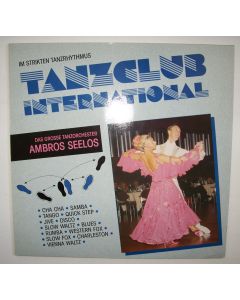 IM STRIKTEN TANZRHYTHMUS
TANZCLUB
INTERNATIONAL
DAS GROSSE TANZORCHESTER
AMBROS SEELOS
• CHA CHA • SAMBA •
• TANGO • QUICK STEP •
• JIVE • DISCO •
• SLOW WALTZ • BLUES •
• RUMBA • WESTERN FOX •
• SLOW FOX • CHARLESTON •
• VIENNA WALTZ •